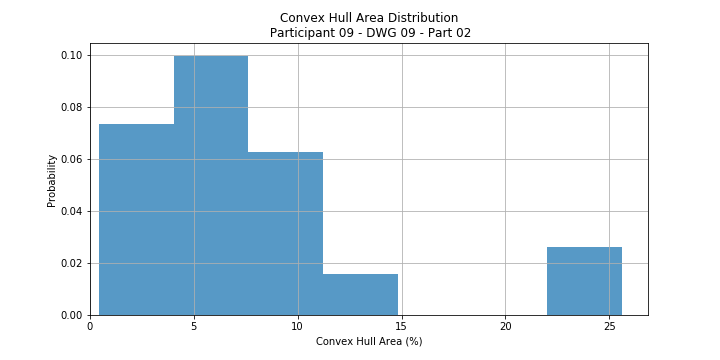 Convex Hull Area Distribution
Participant 09 - DWG 09 - Part 02
0.10
0.08
0.06
0.04
0.02
0.00
Probability
0 5 10 15 20 25
Convex Hull Area (%)